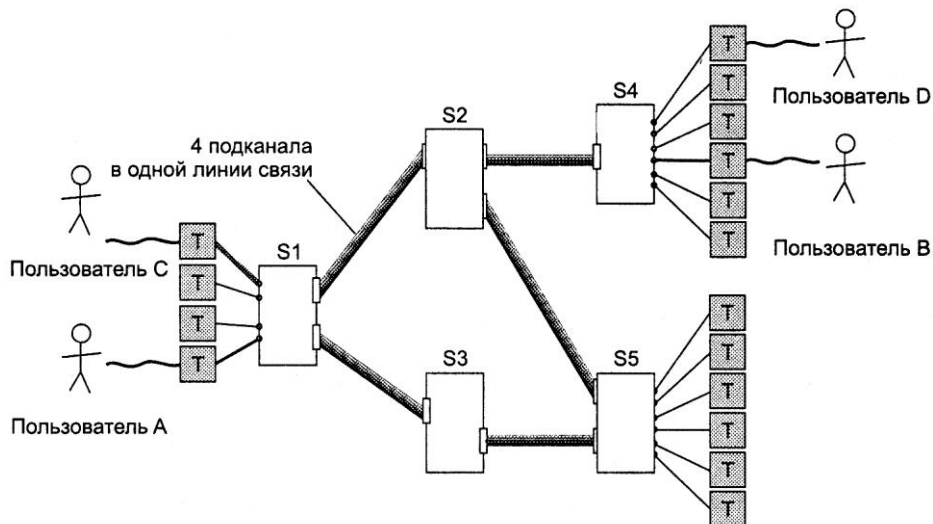 Т
Пользователь D
Т
S4
Т
S2
4 подканала
в одной линии связи
Т
Т
Т
Пользователь B
Т
Пользователь C
S1
Т
Т
Т
Т
S3
S5
Т
Т
Пользователь A
Т
Т
Т
Т